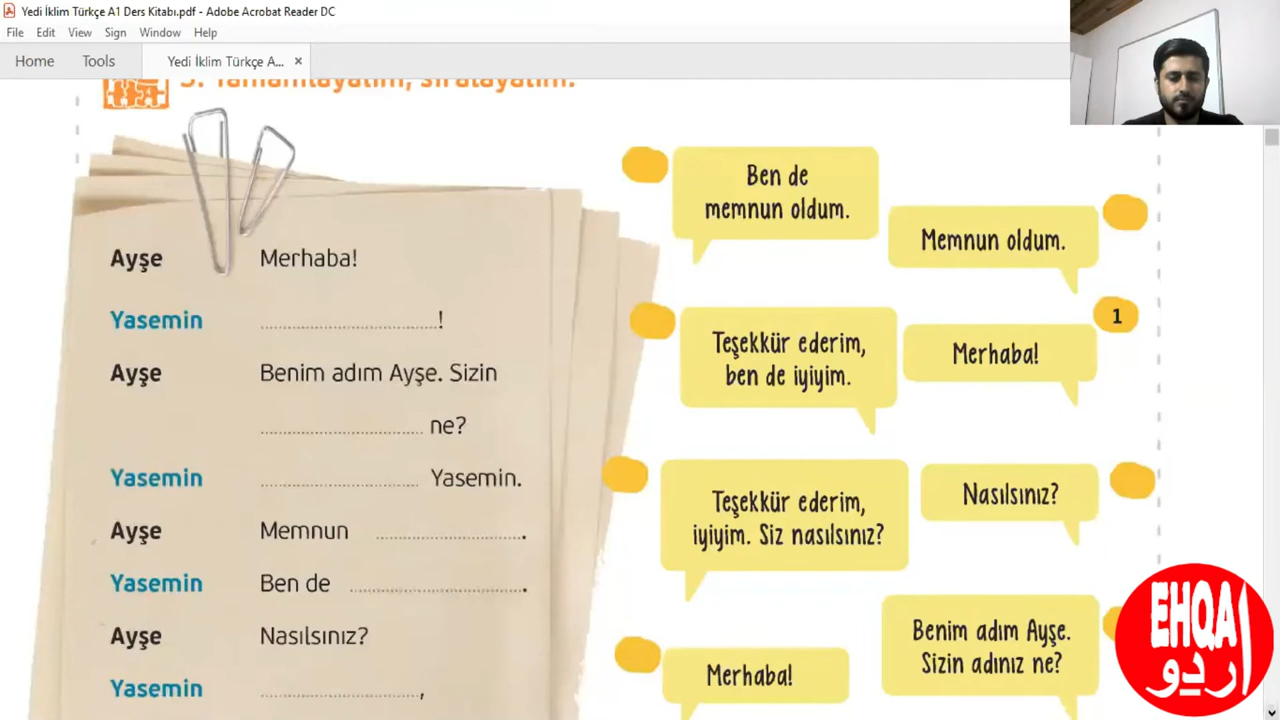 Yedi İklim Türkçe A1 Ders Kitabı.pdf - Adobe Acrobat Reader DC
File Edit View Sign Window Help
Home Tools Yedi İklim Türkçe A... ×
5. Tamamlayalım, sıralayalım.
Ayşe Merhaba!
Yasemin ........................................!
Ayşe Benim adım Ayşe. Sizin
..................................... ne?
Yasemin .................................... Yasemin.
Ayşe Memnun .................................
Yasemin Ben de ........................................
Ayşe Nasılsınız?
Yasemin ....................................,
Ben de
memnun oldum.
Memnun oldum.
Teşekkür ederim,
ben de iyiyim.
1
Merhaba!
Teşekkür ederim,
iyiyim. Siz nasılsınız?
Nasılsınız?
Merhaba!
Benim adım Ayşe.
Sizin adınız ne?
EHQA
اردو